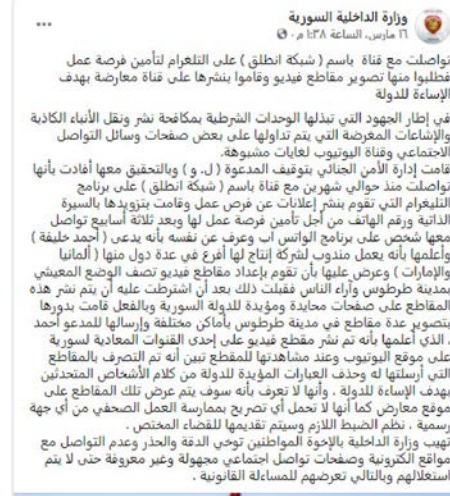 وزارة الداخلية السورية
١٦ مارس، الساعة ١:٣٨ م ·
تواصلت مع قناة باسم ( شبكة انطلق ) على التلغرام لتأمين فرصة عمل
فطلبوا منها تصوير مقاطع فيديو وقاموا بنشرها على قناة معارضة بهدف
الإساءة للدولة
في إطار الجهود التي تبذلها الوحدات الشرطية بمكافحة نشر ونقل الأنباء الكاذبة
والإشاعات المغرضة التي يتم تداولها على بعض صفحات وسائل التواصل
الاجتماعي وقناة اليوتيوب لغايات مشبوهة.
قامت إدارة الأمن الجنائي بتوقيف المدعوة ( ل. و ) وبالتحقيق معها أفادت بأنها
تواصلت منذ حوالي شهرين مع قناة باسم ( شبكة انطلق ) على برنامج
التليغرام التي تقوم بنشر إعلانات عن فرص عمل وقامت بتزويدها بالسيرة
الذاتية ورقم الهاتف من أجل تأمين فرصة عمل لها وبعد ثلاثة أسابيع تواصل
معها شخص على برنامج الواتس اب وعرف عن نفسه بأنه يدعى ( أحمد خليفة )
وأعلمها بأنه يعمل مندوب لشركة إنتاج لها أفرع في عدة دول منها ( ألمانيا
والإمارات ) وعرض عليها بأن تقوم بإعداد مقاطع فيديو تصف الوضع المعيشي
بمدينة طرطوس وآراء الناس فقبلت ذلك بعد أن اشترطت عليه أن يتم نشر هذه
المقاطع على صفحات محايدة ومؤيدة للدولة السورية وبالفعل قامت بدورها
بتصوير عدة مقاطع في مدينة طرطوس بأماكن مختلفة وإرسالها للمدعو أحمد
، الذي أعلمها بأنه تم نشر مقطع فيديو على إحدى القنوات المعادية لسورية
على موقع اليوتيوب وعند مشاهدتها للمقطع تبين أنه تم التصرف بالمقاطع
التي أرسلتها له وحذف العبارات المؤيدة للدولة من كلام الأشخاص المتحدثين
بهدف الإساءة للدولة ، وأنها لا تعرف بأنه سوف يتم عرض تلك المقاطع على
موقع معارض كما أنها لا تحمل أي تصريح بممارسة العمل الصحفي من أي جهة
رسمية ، نظم الضبط اللازم وسيتم تقديمها للقضاء المختص .
تهيب وزارة الداخلية بالإخوة المواطنين توخي الدقة والحذر وعدم التواصل مع
مواقع الكترونية وصفحات تواصل اجتماعي مجهولة وغير معروفة حتى لا يتم
استغلالهم وبالتالي تعرضهم للمساءلة القانونية .